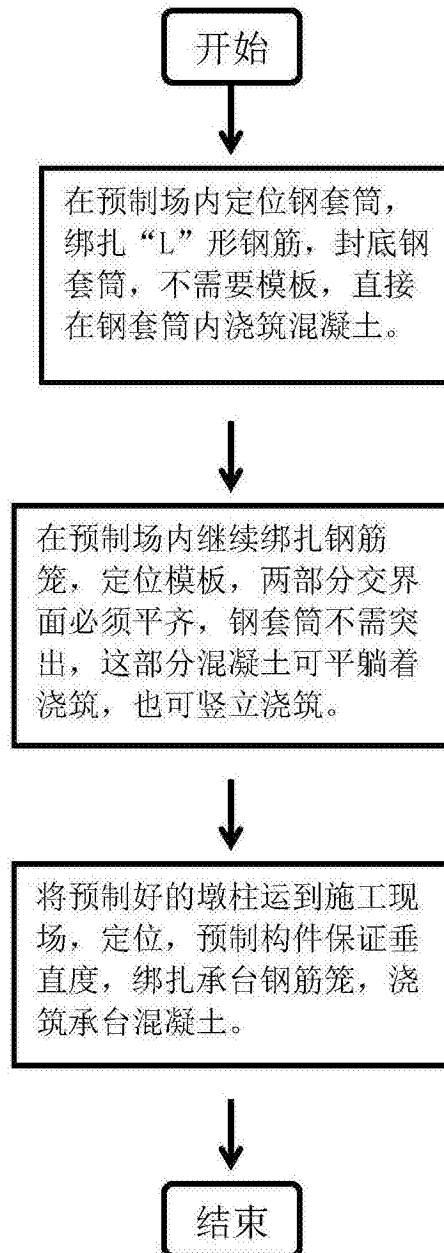 开始
在预制场内定位钢套筒，
绑扎“L”形钢筋，封底钢
套筒，不需要模板，直接
在钢套筒内浇筑混凝土。
在预制场内继续绑扎钢筋
笼，定位模板，两部分交界
面必须平齐，钢套筒不需突
出，这部分混凝土可平躺着
浇筑，也可竖立浇筑。
将预制好的墩柱运到施工现
场，定位，预制构件保证垂
直度，绑扎承台钢筋笼，浇
筑承台混凝土。
结束